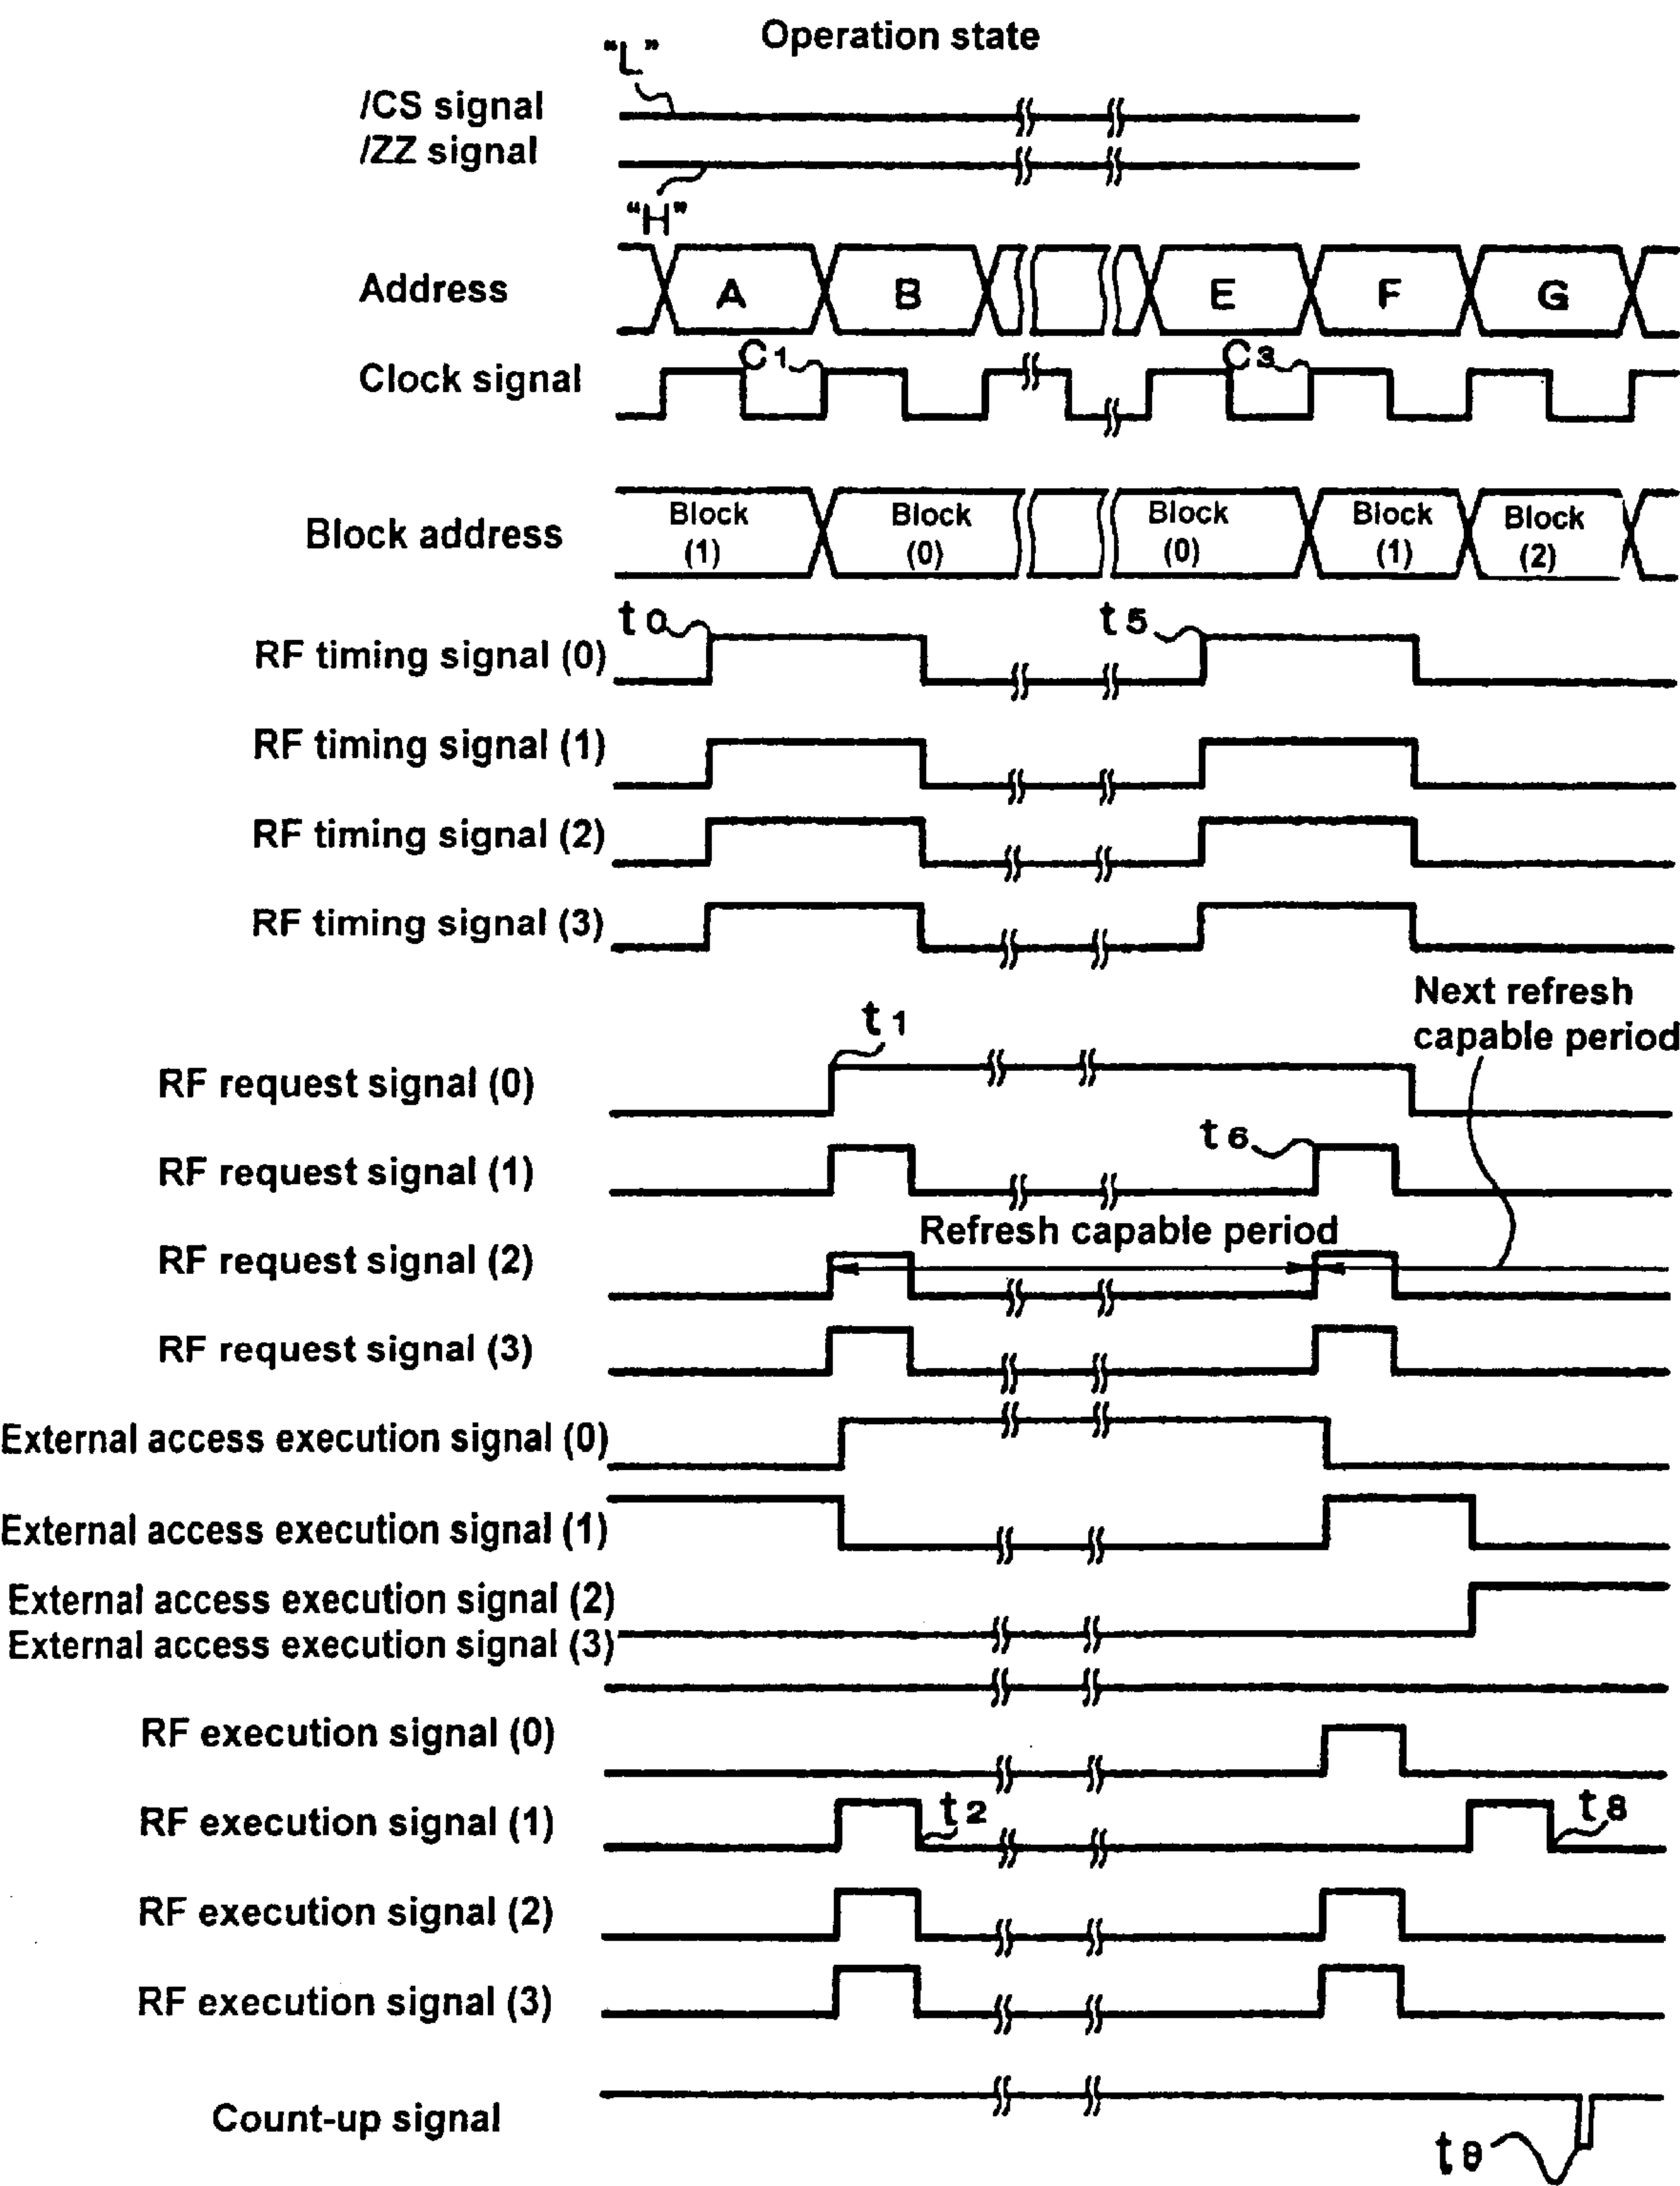 Operation state
"L"
/CS signal
/ZZ signal
"H"
Address A B E F G
Clock signal C1 C3
Block address Block (1) Block (0) Block (0) Block (1) Block (2)
t0 t5
RF timing signal (0)
RF timing signal (1)
RF timing signal (2)
RF timing signal (3)
Next refresh
capable period
t1
RF request signal (0)
t6
RF request signal (1)
Refresh capable period
RF request signal (2)
RF request signal (3)
External access execution signal (0)
External access execution signal (1)
External access execution signal (2)
External access execution signal (3)
RF execution signal (0)
RF execution signal (1) t2 t8
RF execution signal (2)
RF execution signal (3)
Count-up signal
t9